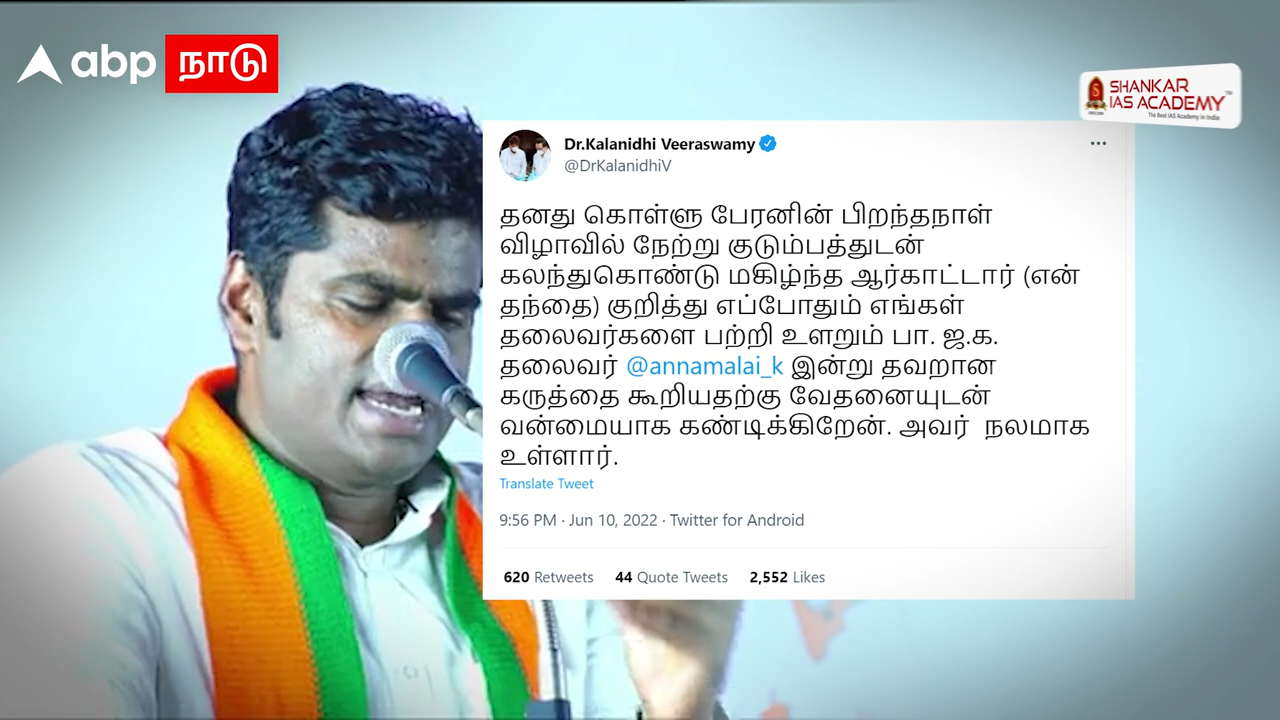 abp நாடு
SHANKAR
IAS ACADEMY™
The Best IAS Academy in India
Dr.Kalanidhi Veeraswamy
@DrKalanidhiV
தனது கொள்ளு பேரனின் பிறந்தநாள்
விழாவில் நேற்று குடும்பத்துடன்
கலந்துகொண்டு மகிழ்ந்த ஆர்காட்டார் (என்
தந்தை) குறித்து எப்போதும் எங்கள்
தலைவர்களை பற்றி உளறும் பா. ஜ.க.
தலைவர் @annamalai_k இன்று தவறான
கருத்தை கூறியதற்கு வேதனையுடன்
வன்மையாக கண்டிக்கிறேன். அவர் நலமாக
உள்ளார்.
Translate Tweet
9:56 PM · Jun 10, 2022 · Twitter for Android
620 Retweets 44 Quote Tweets 2,552 Likes